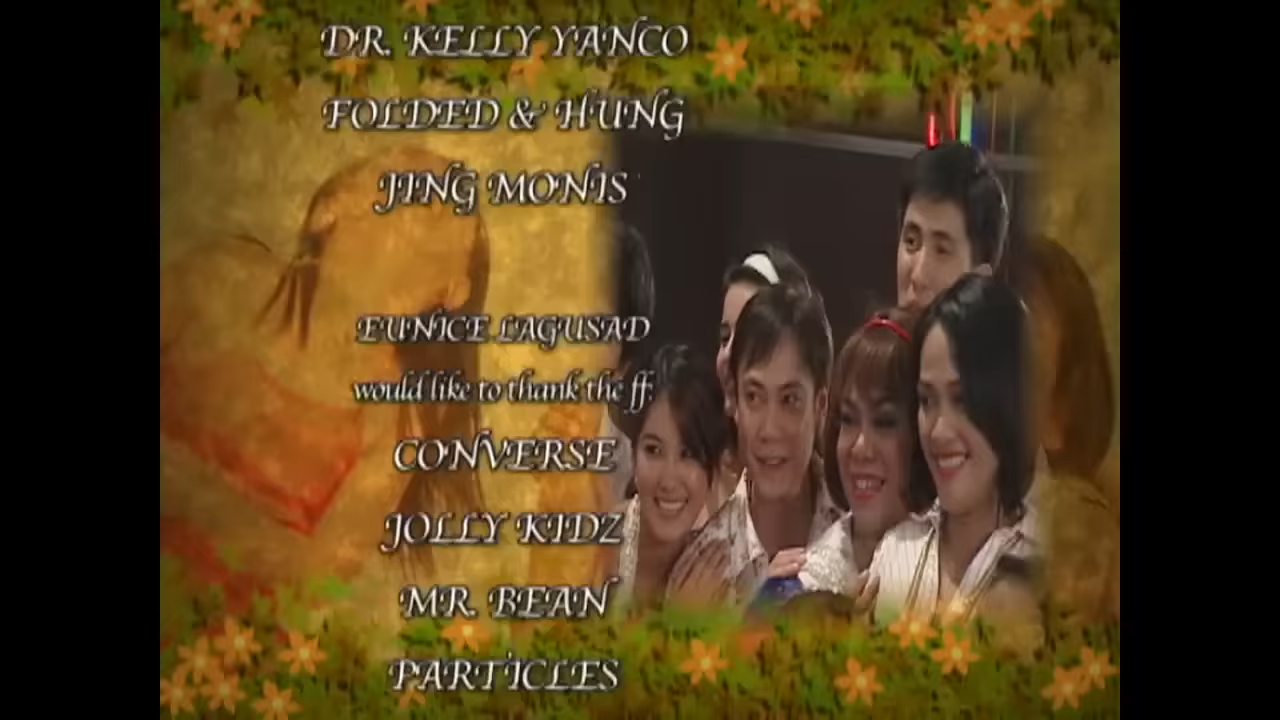 DR. KELLY YANCO
FOLDED & HUNG
JING MONIS
EUNICE LAGUSAD
would like to thank the ff:
CONVERSE
JOLLY KIDZ
MR. BEAN
PARTICLES